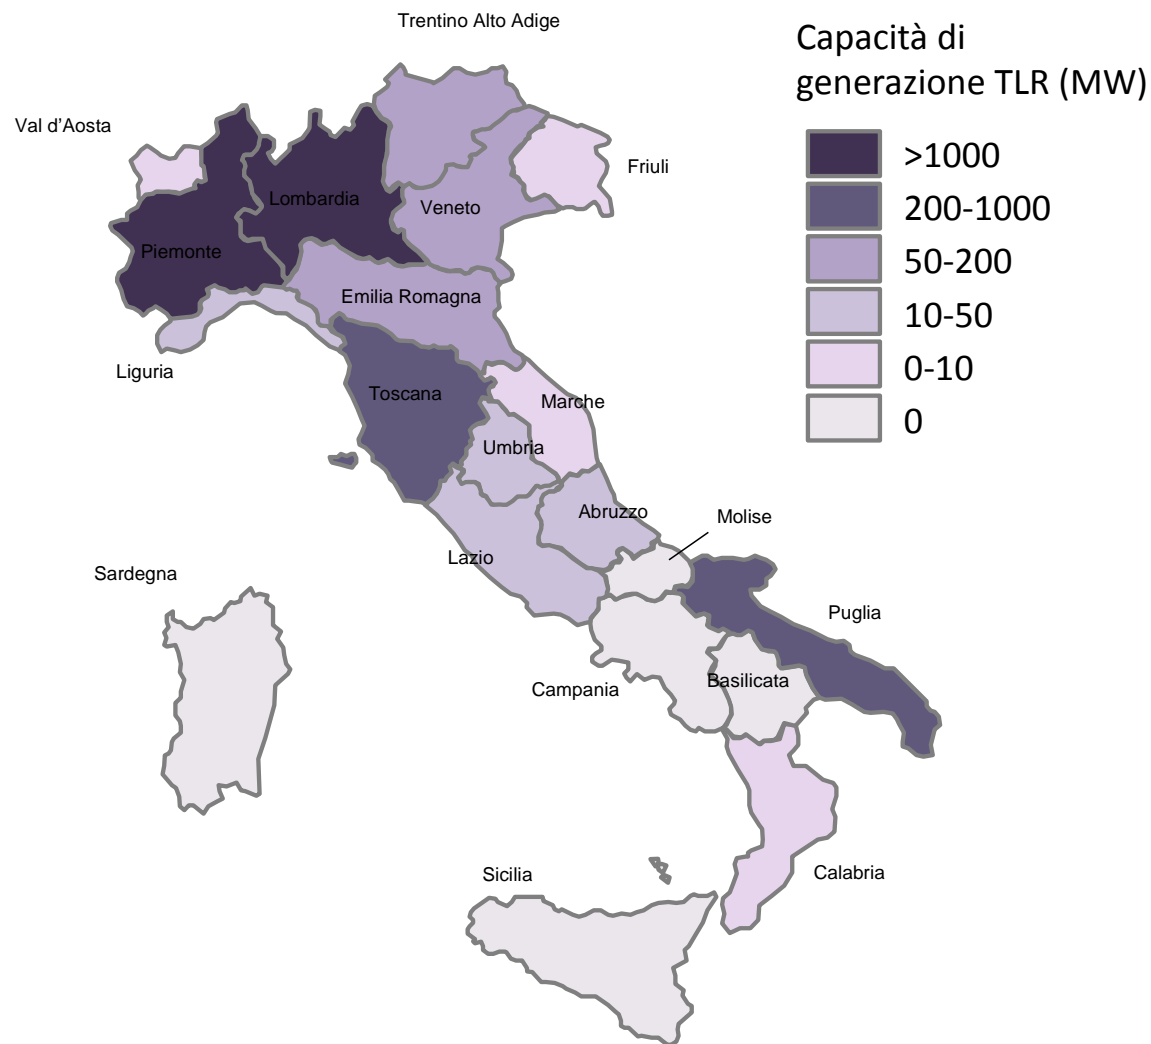 Trentino Alto Adige
Capacità di
generazione TLR (MW)
Val d'Aosta
Friuli
>1000
Lombardia
200-1000
Veneto
Piemonte
50-200
Emilia Romagna
10-50
Liguria
0-10
Toscana
Marche
0
Umbria
Abruzzo
Molise
Lazio
Sardegna
Puglia
Basilicata
Campania
Sicilia
Calabria